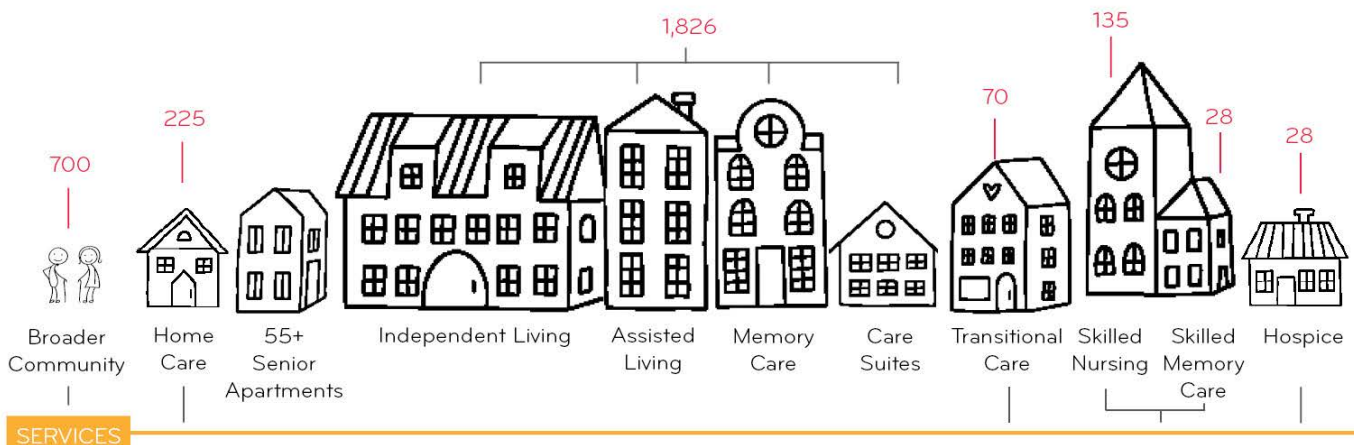 1,826
135
70
28
225
28
700
Broader
Community
Home
Care
55+
Senior
Apartments
Independent Living
Assisted
Living
Memory
Care
Care
Suites
Transitional
Care
Skilled
Nursing
Skilled
Memory
Care
Hospice
SERVICES